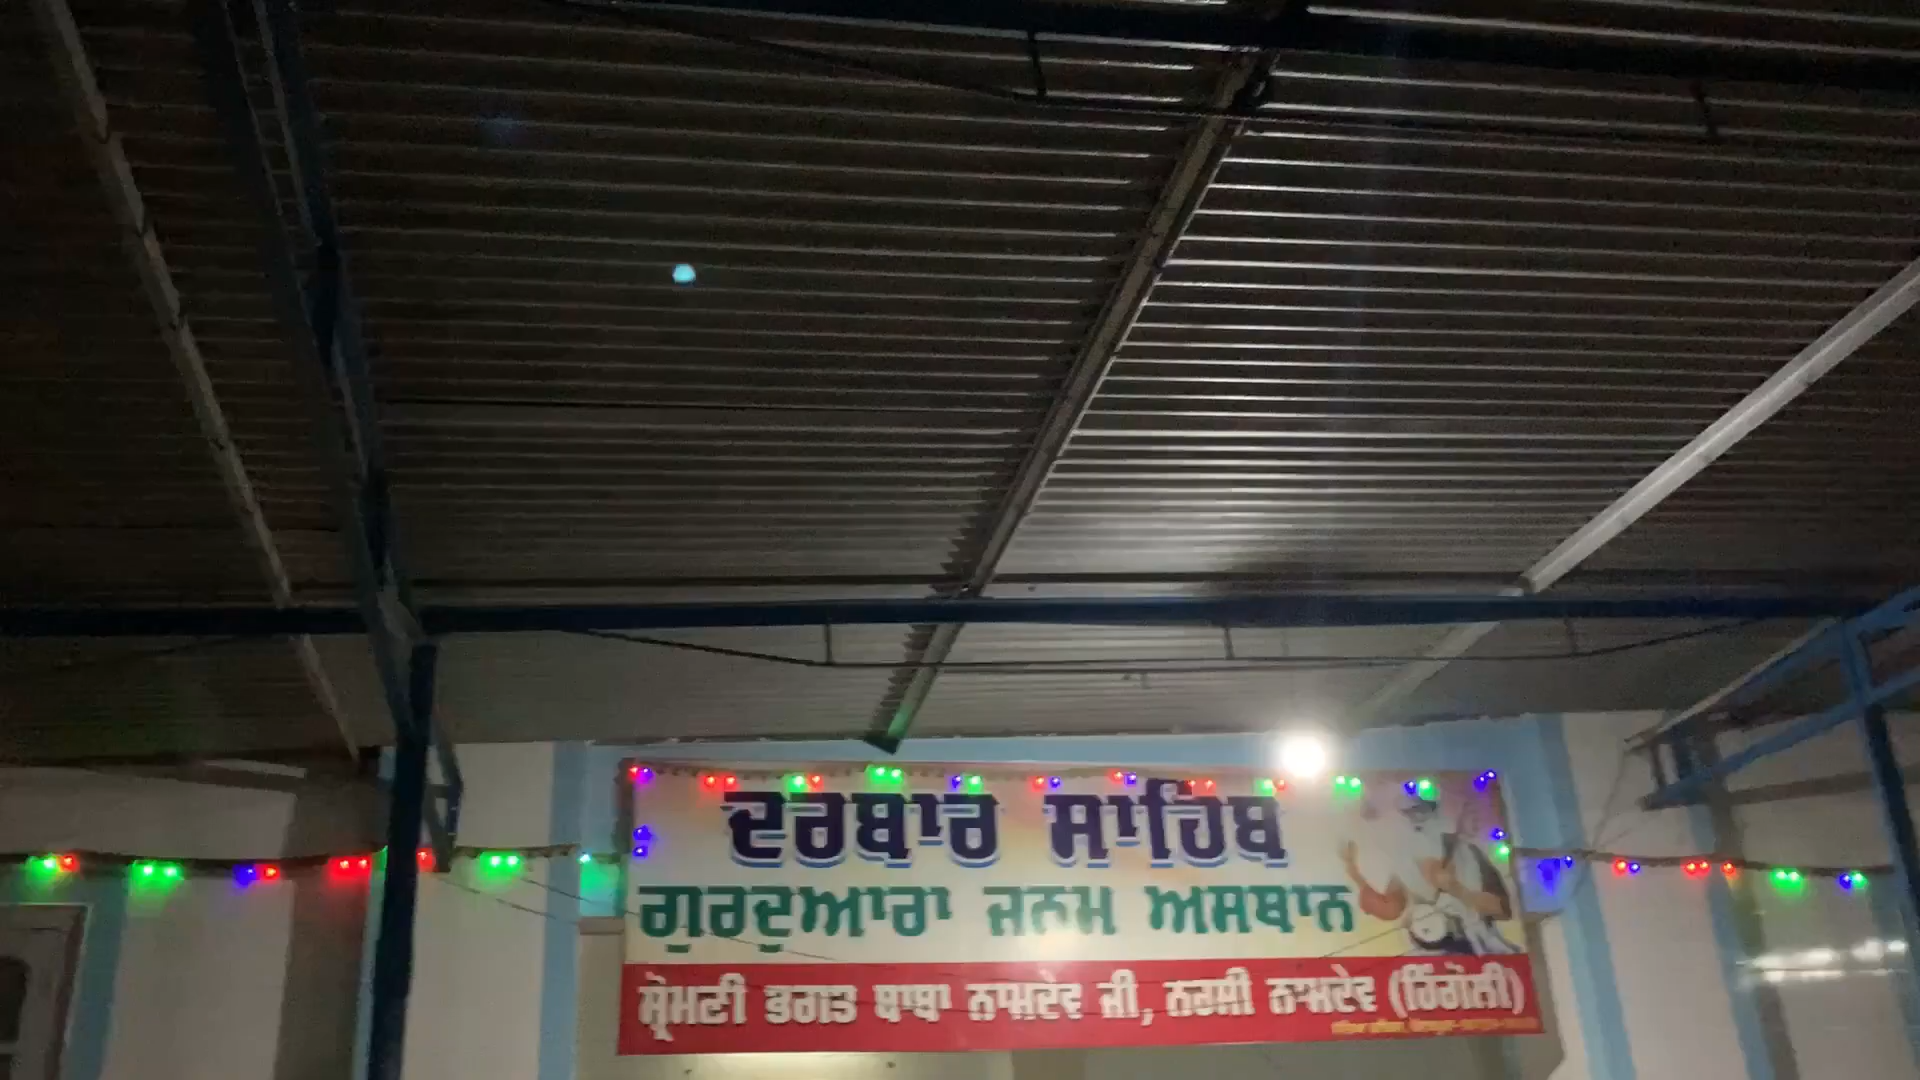 ਦਰਬਾਰ ਸਾਹਿਬ
ਗੁਰਦੁਆਰਾ ਜਨਮ ਅਸਥਾਨ
ਸ਼੍ਰੋਮਣੀ ਭਗਤ ਬਾਬਾ ਨਾਮਦੇਵ ਜੀ, ਨਰਸੀ ਨਾਮਦੇਵ (ਹਿੰਗੋਲੀ)